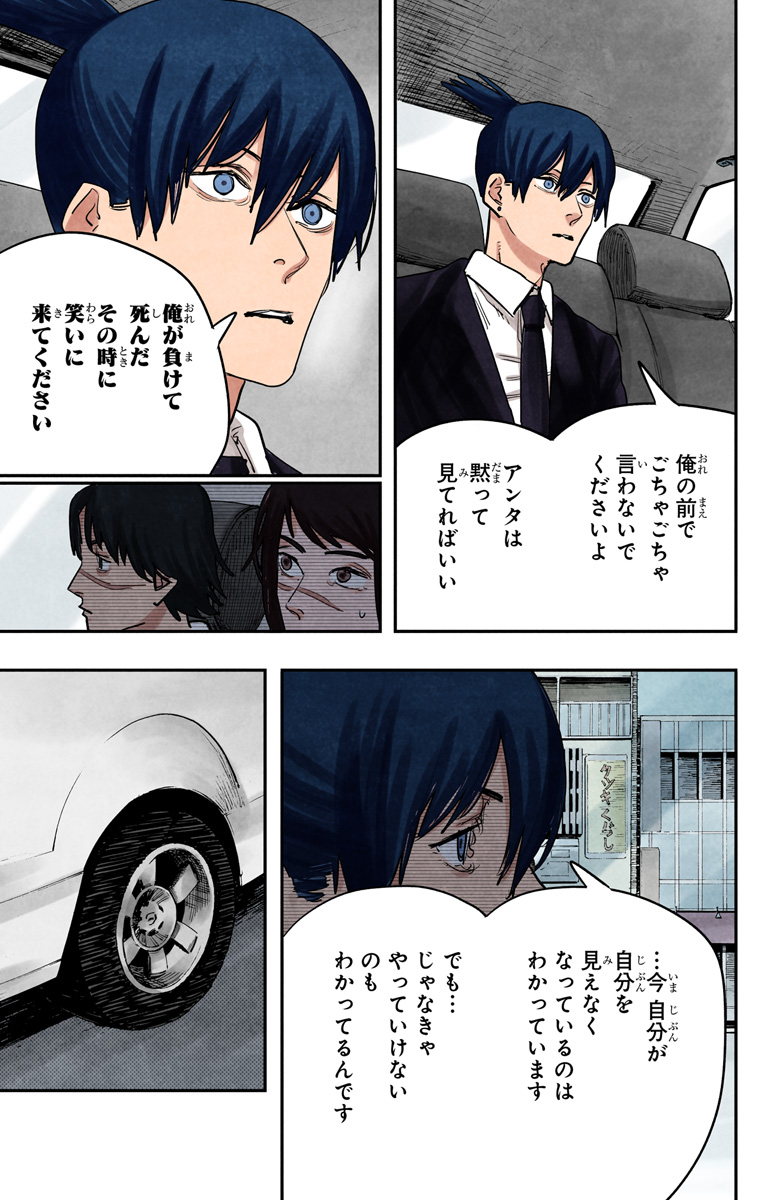 俺の前で
ごちゃごちゃ
言わないで
くださいよ
アンタは
黙って
見てればいい
俺が負けて
死んだ
その時に
笑いに
来てください
…今 自分が
自分を
見えなく
なっているのは
わかっています
でも…
じゃなきゃ
やっていけない
のも
わかってるんです